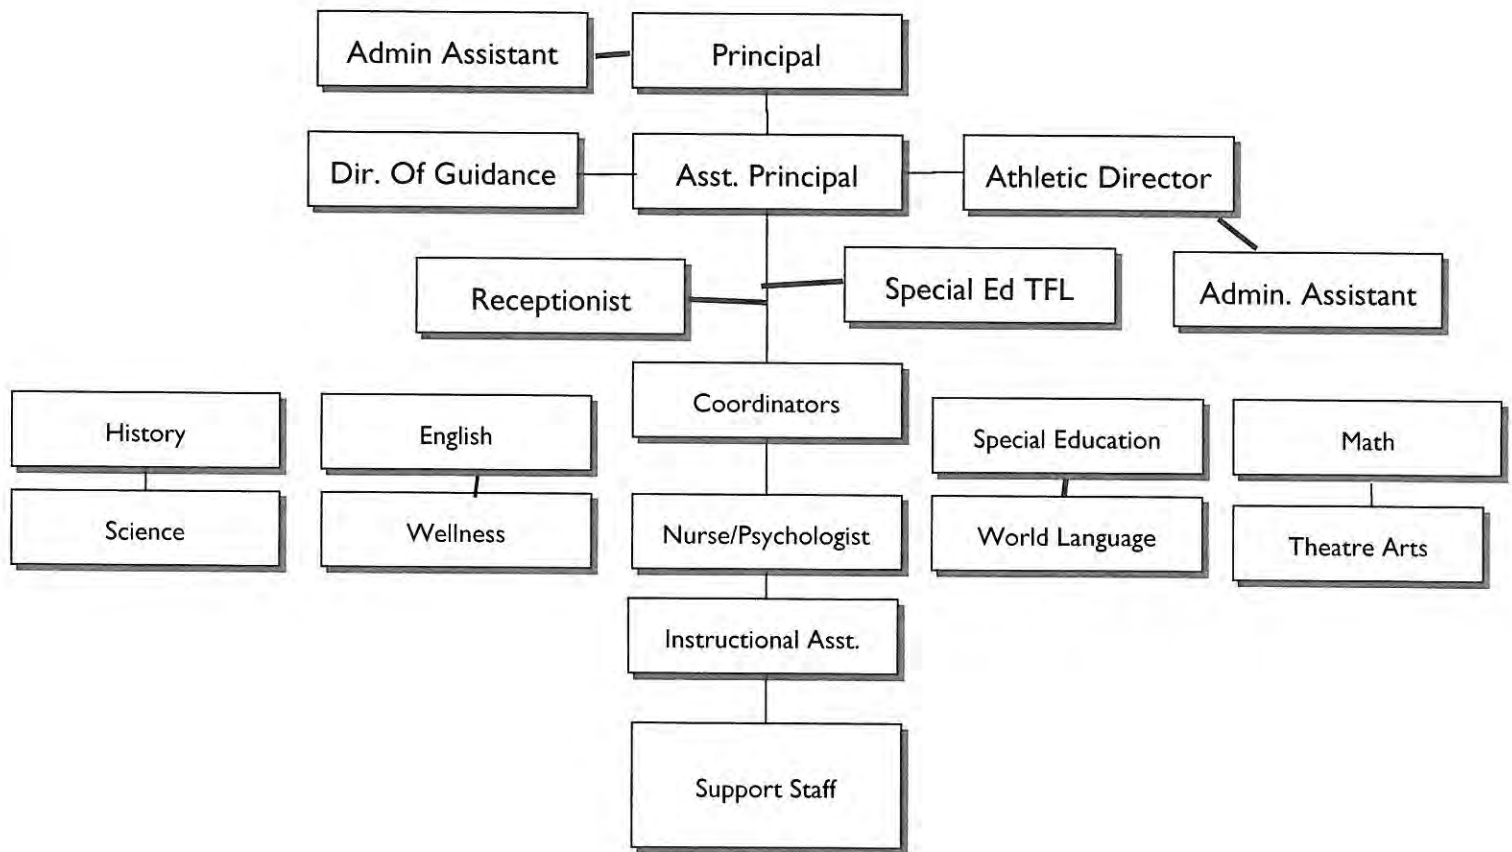 Admin Assistant
Principal
Dir. Of Guidance
Asst. Principal
Athletic Director
Receptionist
Special Ed TFL
Admin. Assistant
Coordinators
History
English
Special Education
Math
Science
Wellness
Nurse/Psychologist
World Language
Theatre Arts
Instructional Asst.
Support Staff